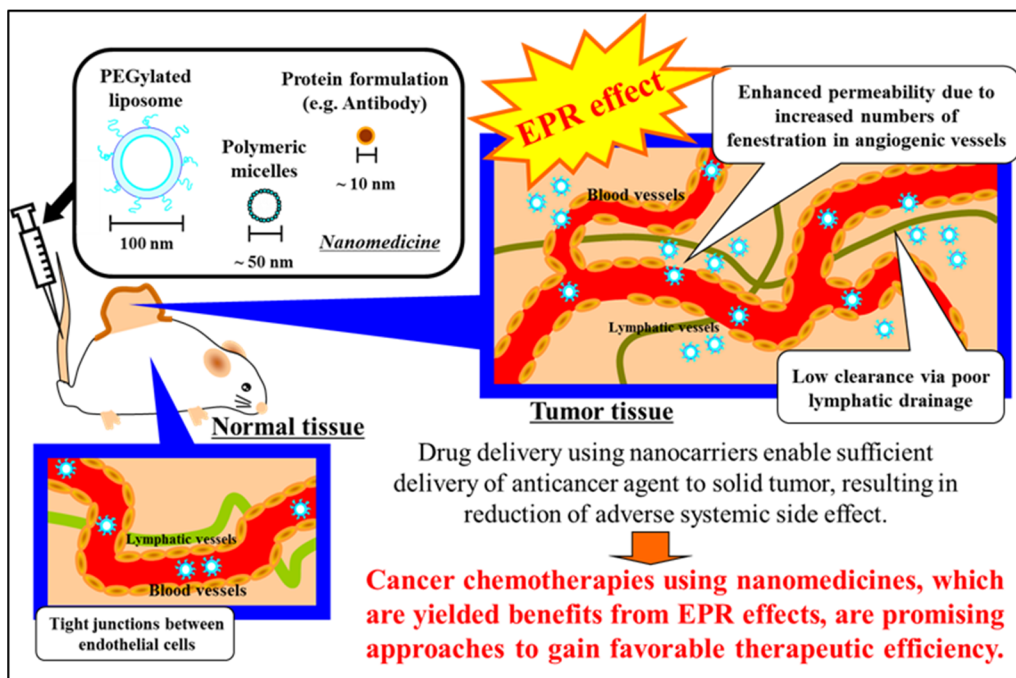 PEGylated
liposome
100 nm
Polymeric
micelles
~ 50 nm
Protein formulation
(e.g. Antibody)
~ 10 nm
Nanomedicine
EPR effect
Enhanced permeability due to
increased numbers of
fenestration in angiogenic vessels
Blood vessels
Lymphatic vessels
Low clearance via poor
lymphatic drainage
Tumor tissue
Normal tissue
Lymphatic vessels
Blood vessels
Tight junctions between
endothelial cells
Drug delivery using nanocarriers enable sufficient
delivery of anticancer agent to solid tumor, resulting in
reduction of adverse systemic side effect.
Cancer chemotherapies using nanomedicines, which
are yielded benefits from EPR effects, are promising
approaches to gain favorable therapeutic efficiency.